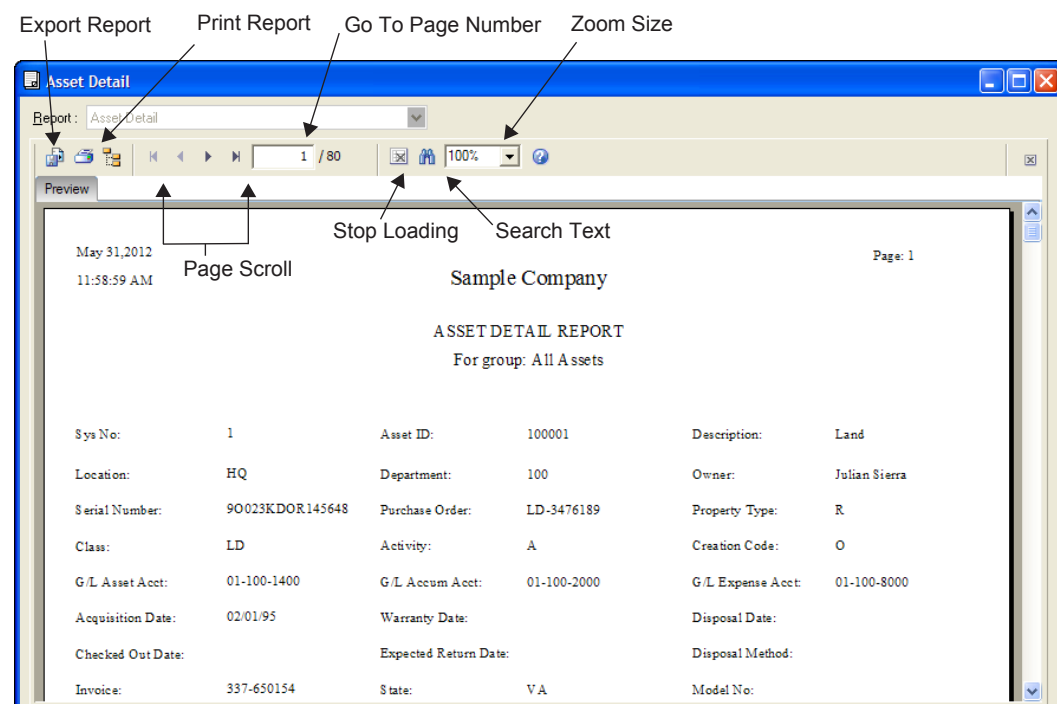 Export Report Print Report Go To Page Number Zoom Size
Asset Detail
Report : Asset Detail
1 / 80 100%
Preview
Stop Loading Search Text
Page Scroll
May 31,2012 Page: 1
11:58:59 AM Sample Company
ASSET DETAIL REPORT
For group: All Assets
Sys No: 1 Asset ID: 100001 Description: Land
Location: HQ Department: 100 Owner: Julian Sierra
Serial Number: 9O023KDOR145648 Purchase Order: LD-3476189 Property Type: R
Class: LD Activity: A Creation Code: O
G/L Asset Acct: 01-100-1400 G/L Accum Acct: 01-100-2000 G/L Expense Acct: 01-100-8000
Acquisition Date: 02/01/95 Warranty Date: Disposal Date:
Checked Out Date: Expected Return Date: Disposal Method:
Invoice: 337-650154 State: VA Model No: